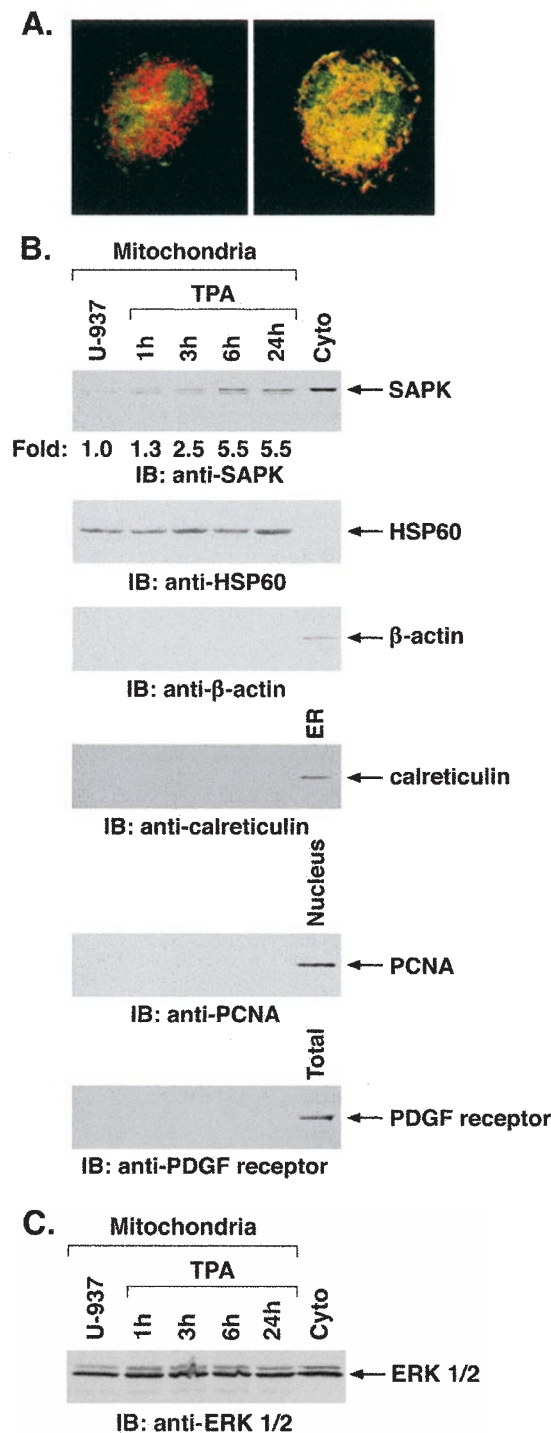 A.
B.
Mitochondria
TPA
U-937 1h 3h 6h 24h Cyto
SAPK
Fold: 1.0 1.3 2.5 5.5 5.5
IB: anti-SAPK
HSP60
IB: anti-HSP60
β-actin
IB: anti-β-actin
ER
calreticulin
IB: anti-calreticulin
Nucleus
PCNA
IB: anti-PCNA
Total
PDGF receptor
IB: anti-PDGF receptor
C.
Mitochondria
TPA
U-937 1h 3h 6h 24h Cyto
ERK 1/2
IB: anti-ERK 1/2